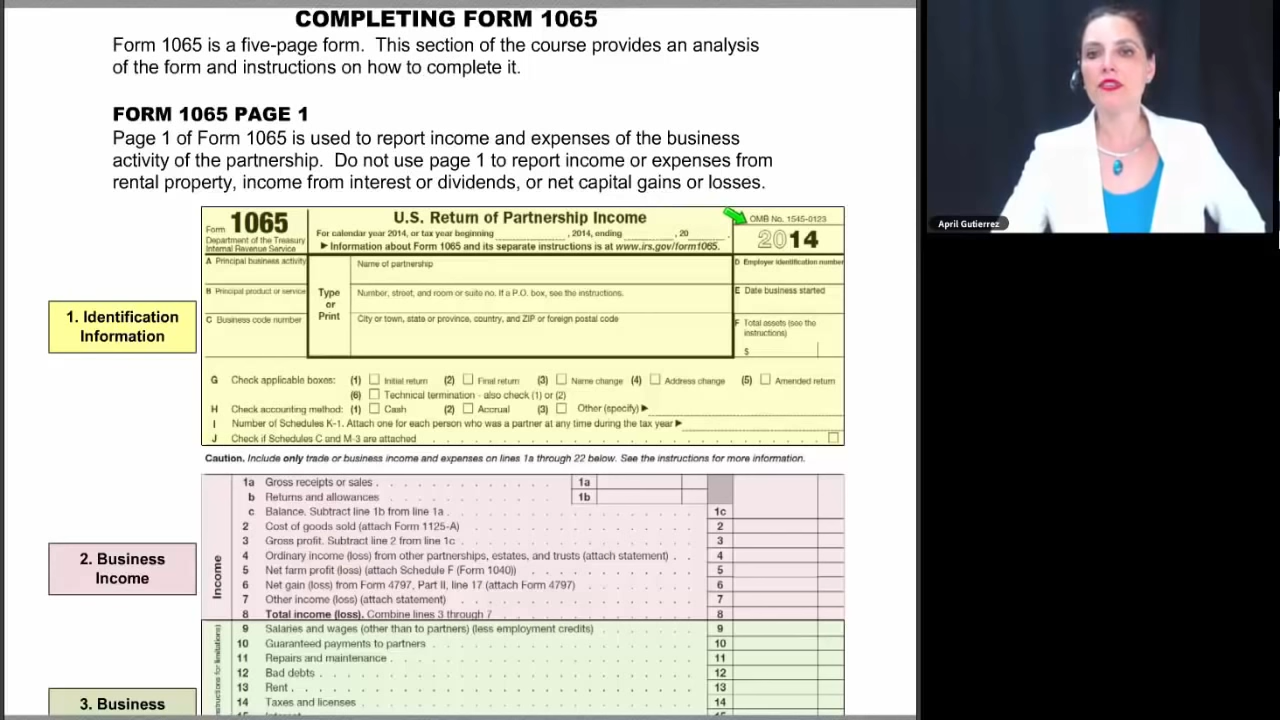 COMPLETING FORM 1065
Form 1065 is a five-page form. This section of the course provides an analysis
of the form and instructions on how to complete it.
FORM 1065 PAGE 1
Page 1 of Form 1065 is used to report income and expenses of the business
activity of the partnership. Do not use page 1 to report income or expenses from
rental property, income from interest or dividends, or net capital gains or losses.
Form 1065
Department of the Treasury
Internal Revenue Service
U.S. Return of Partnership Income
For calendar year 2014, or tax year beginning , 2014, ending , 20 .
▶ Information about Form 1065 and its separate instructions is at www.irs.gov/form1065.
OMB No. 1545-0123
2014
A Principal business activity
B Principal product or service
C Business code number
Type
or
Print
Name of partnership
Number, street, and room or suite no. If a P.O. box, see the instructions.
City or town, state or province, country, and ZIP or foreign postal code
D Employer identification number
E Date business started
F Total assets (see the
instructions)
$
1. Identification
Information
G Check applicable boxes: (1) Initial return (2) Final return (3) Name change (4) Address change (5) Amended return
(6) Technical termination - also check (1) or (2)
H Check accounting method: (1) Cash (2) Accrual (3) Other (specify) ▶
I Number of Schedules K-1. Attach one for each person who was a partner at any time during the tax year ▶
J Check if Schedules C and M-3 are attached
Caution. Include only trade or business income and expenses on lines 1a through 22 below. See the instructions for more information.
2. Business
Income
Income
1a Gross receipts or sales 1a
b Returns and allowances 1b
c Balance. Subtract line 1b from line 1a 1c
2 Cost of goods sold (attach Form 1125-A) 2
3 Gross profit. Subtract line 2 from line 1c 3
4 Ordinary income (loss) from other partnerships, estates, and trusts (attach statement) 4
5 Net farm profit (loss) (attach Schedule F (Form 1040)) 5
6 Net gain (loss) from Form 4797, Part II, line 17 (attach Form 4797) 6
7 Other income (loss) (attach statement) 7
8 Total income (loss). Combine lines 3 through 7 8
3. Business
9 Salaries and wages (other than to partners) (less employment credits) 9
10 Guaranteed payments to partners 10
11 Repairs and maintenance 11
12 Bad debts 12
13 Rent 13
14 Taxes and licenses 14
April Gutierrez